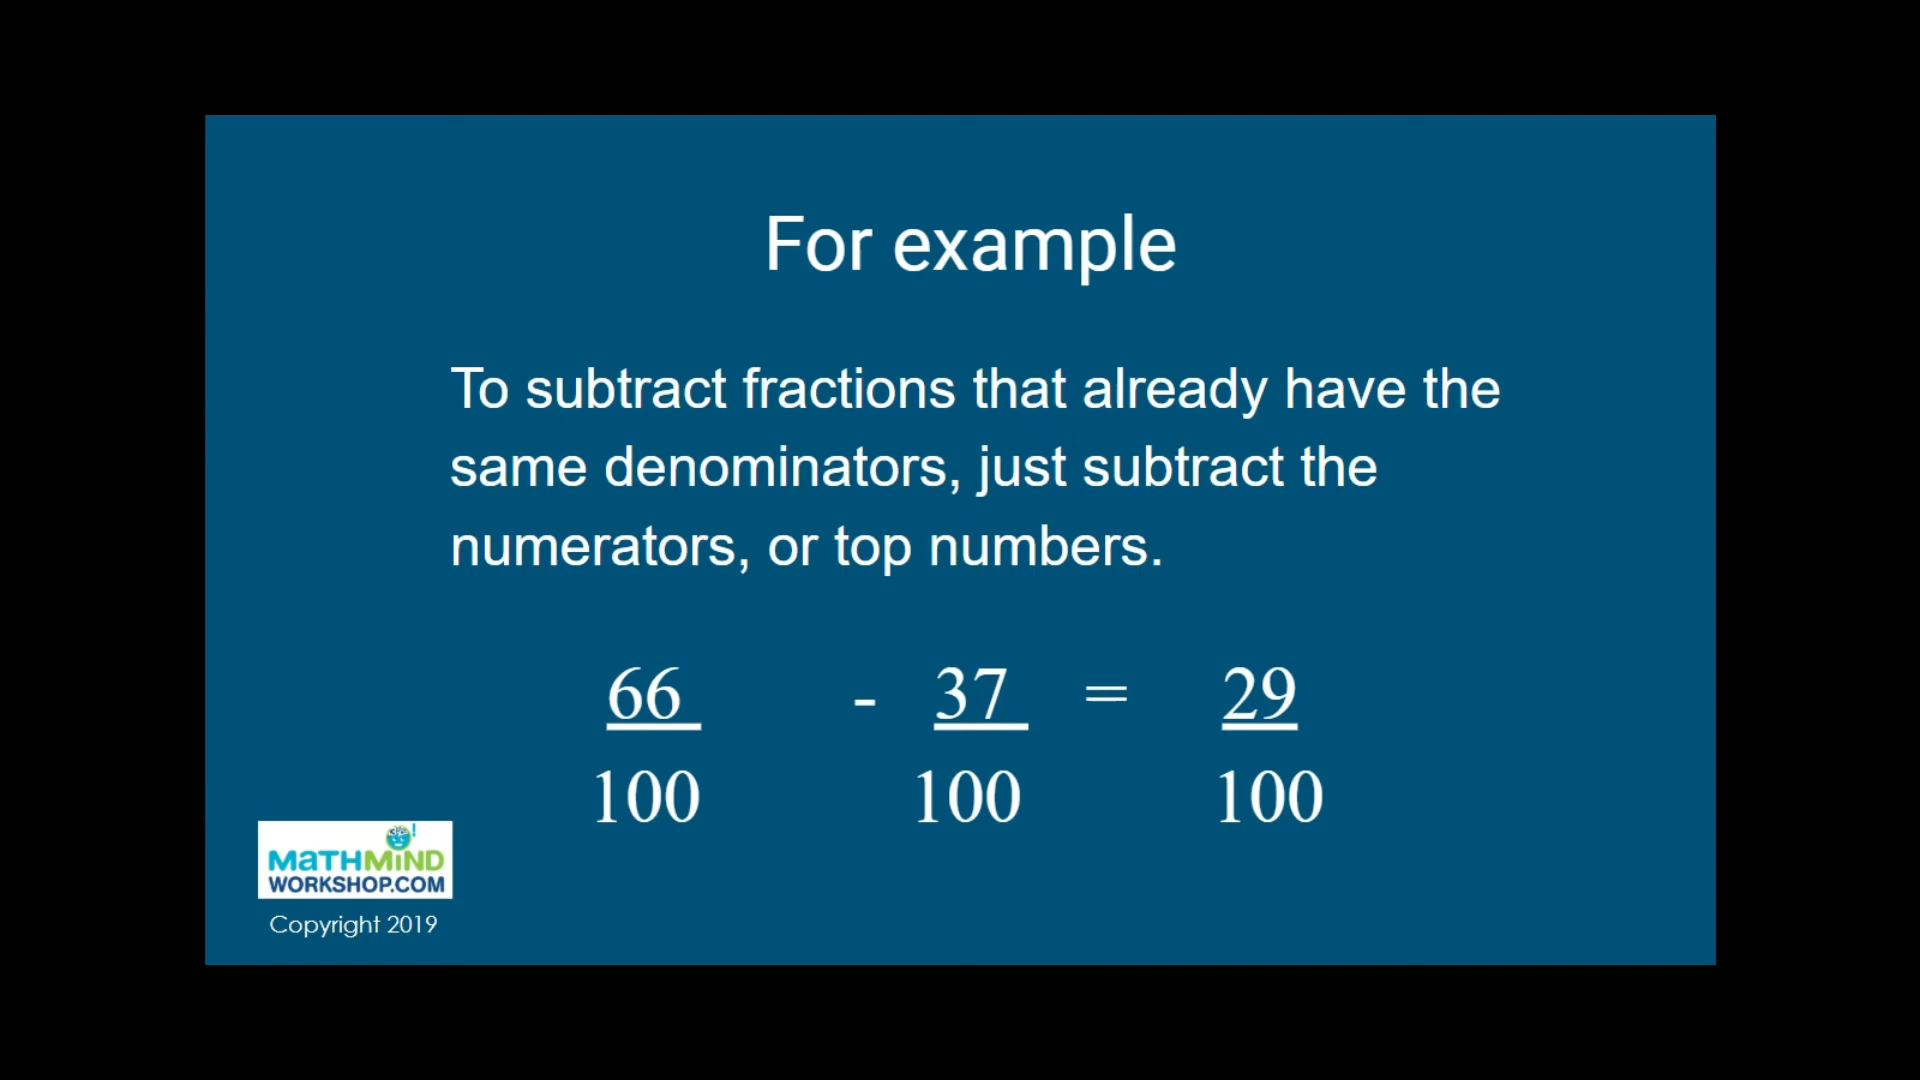 For example
To subtract fractions that already have the
same denominators, just subtract the
numerators, or top numbers.
66 - 37 = 29
100 100 100
MATHMIND
WORKSHOP.COM
Copyright 2019